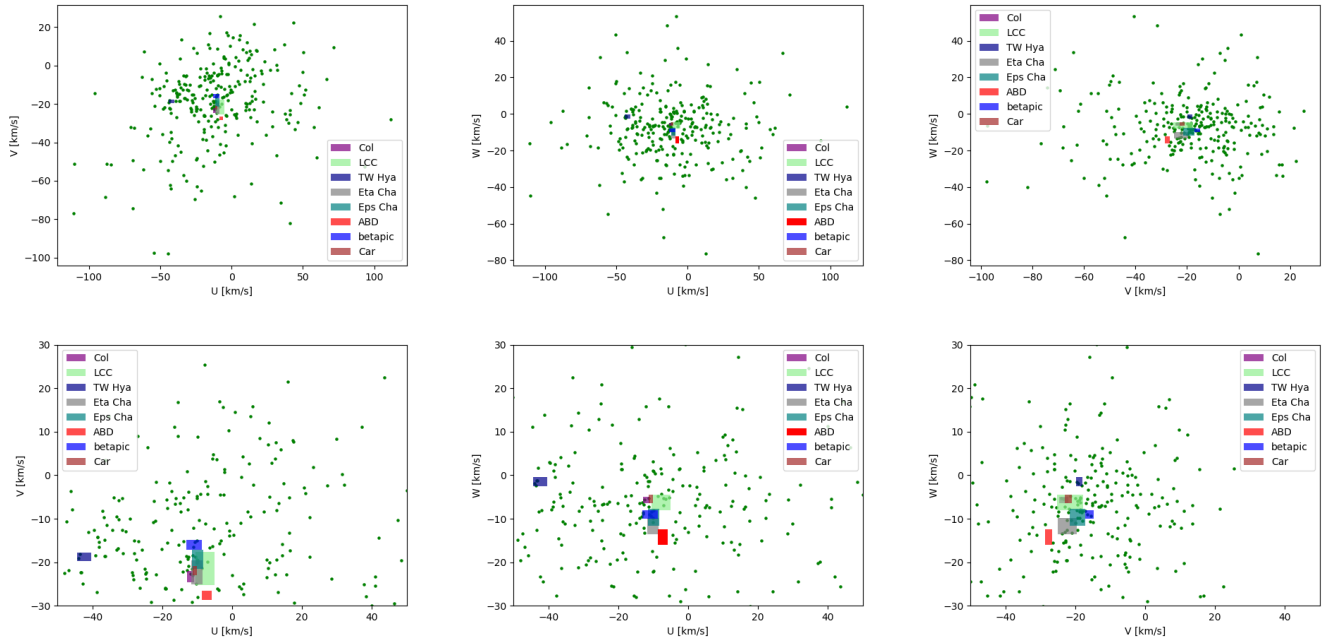 20
0
−20
−40
−60
−80
−100
V [km/s]
−100
−50
0
50
100
U [km/s]
Col
LCC
TW Hya
Eta Cha
Eps Cha
ABD
betapic
Car
60
40
20
0
−20
−40
−60
−80
W [km/s]
−100
−50
0
50
100
U [km/s]
Col
LCC
TW Hya
Eta Cha
Eps Cha
ABD
betapic
Car
60
40
20
0
−20
−40
−60
−80
W [km/s]
−100
−80
−60
−40
−20
0
20
V [km/s]
Col
LCC
TW Hya
Eta Cha
Eps Cha
ABD
betapic
Car
30
20
10
0
−10
−20
−30
V [km/s]
−40
−20
0
20
40
U [km/s]
Col
LCC
TW Hya
Eta Cha
Eps Cha
ABD
betapic
Car
30
20
10
0
−10
−20
−30
W [km/s]
−40
−20
0
20
40
U [km/s]
Col
LCC
TW Hya
Eta Cha
Eps Cha
ABD
betapic
Car
30
20
10
0
−10
−20
−30
W [km/s]
−40
−20
0
20
40
V [km/s]
Col
LCC
TW Hya
Eta Cha
Eps Cha
ABD
betapic
Car